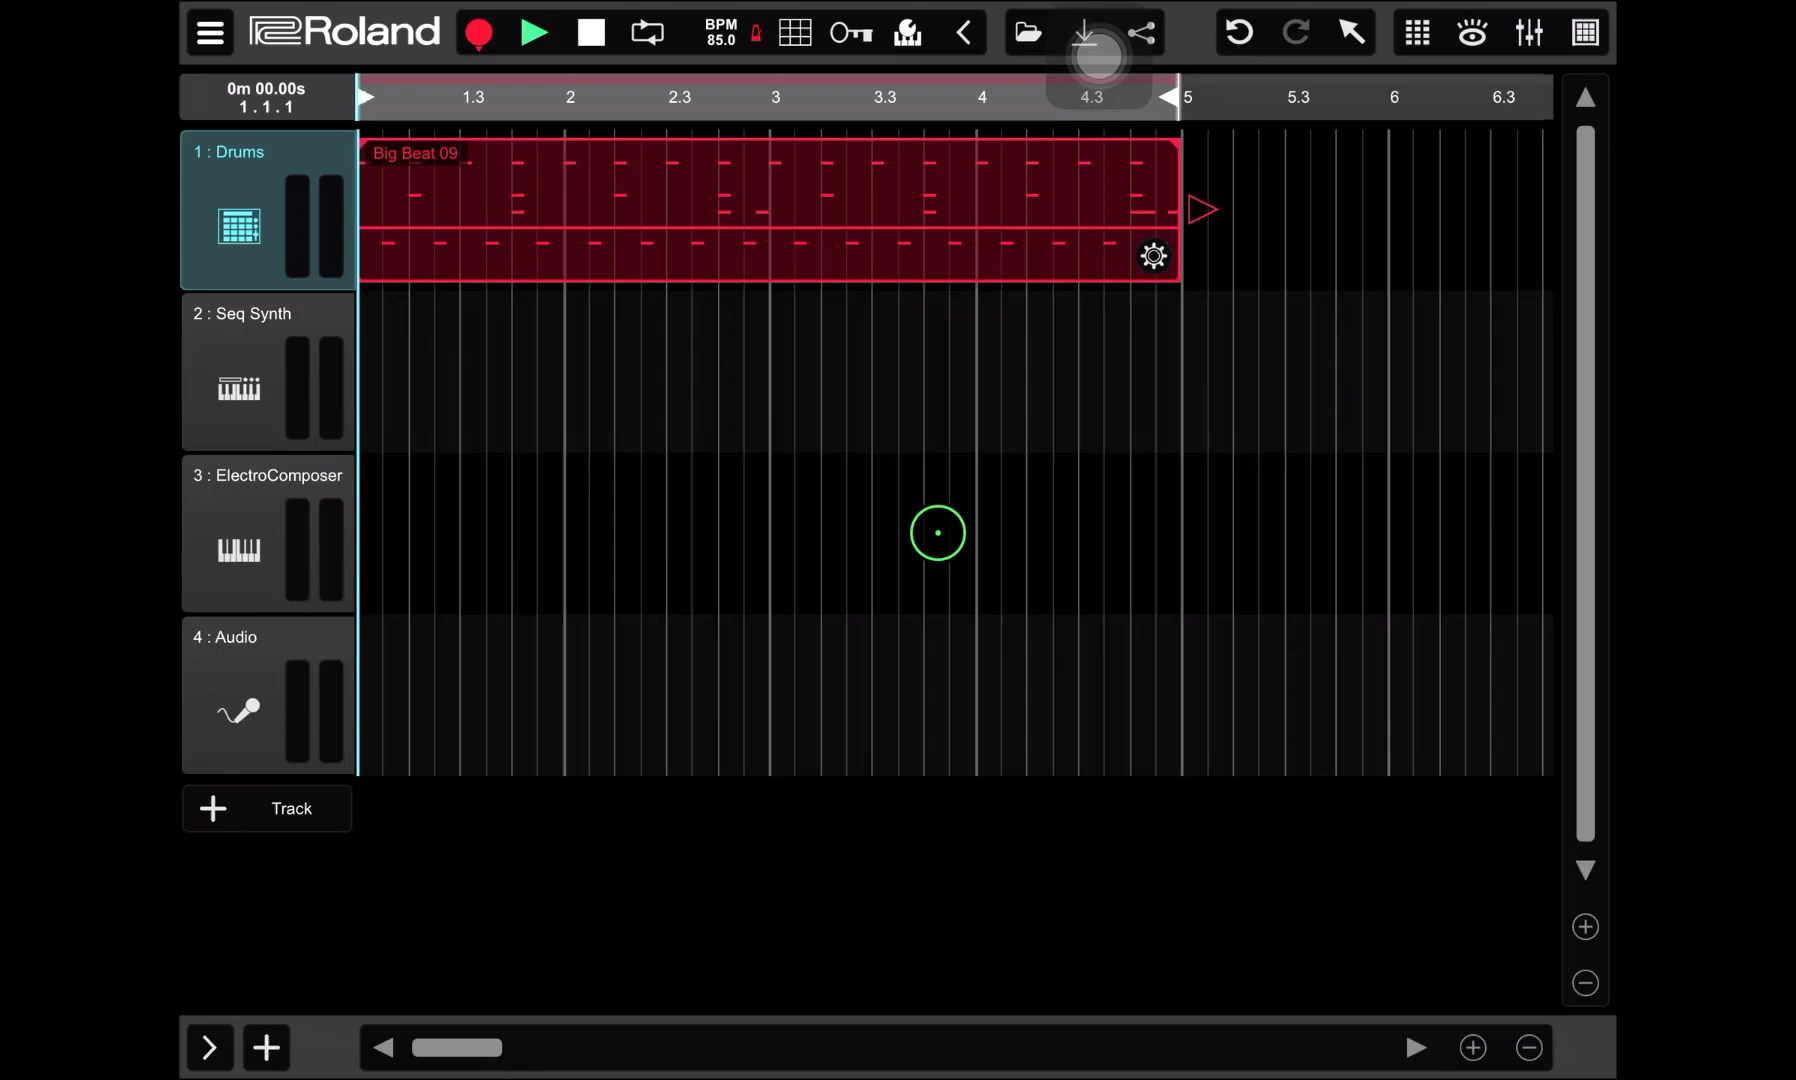 Roland
BPM
85.0
0m 00.00s
1 . 1 . 1
1.3 2 2.3 3 3.3 4 4.3 5 5.3 6 6.3
1 : Drums
Big Beat 09
2 : Seq Synth
3 : ElectroComposer
4 : Audio
Track